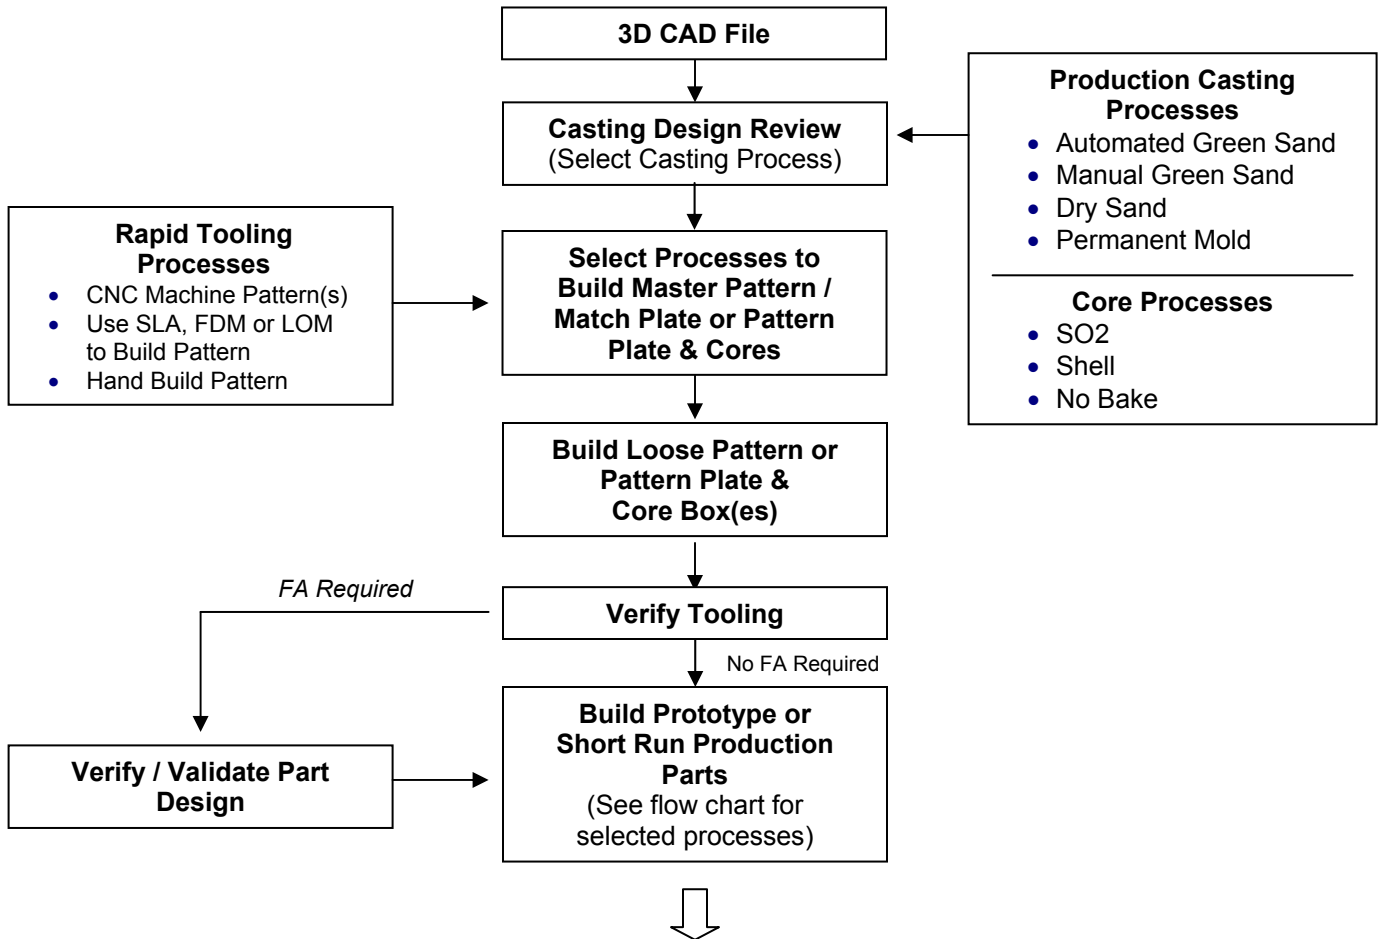 3D CAD File
Casting Design Review
(Select Casting Process)
Production Casting
Processes
• Automated Green Sand
• Manual Green Sand
• Dry Sand
• Permanent Mold
Core Processes
• SO2
• Shell
• No Bake
Rapid Tooling
Processes
• CNC Machine Pattern(s)
• Use SLA, FDM or LOM
to Build Pattern
• Hand Build Pattern
Select Processes to
Build Master Pattern /
Match Plate or Pattern
Plate & Cores
Build Loose Pattern or
Pattern Plate &
Core Box(es)
FA Required
Verify Tooling
No FA Required
Verify / Validate Part
Design
Build Prototype or
Short Run Production
Parts
(See flow chart for
selected processes)